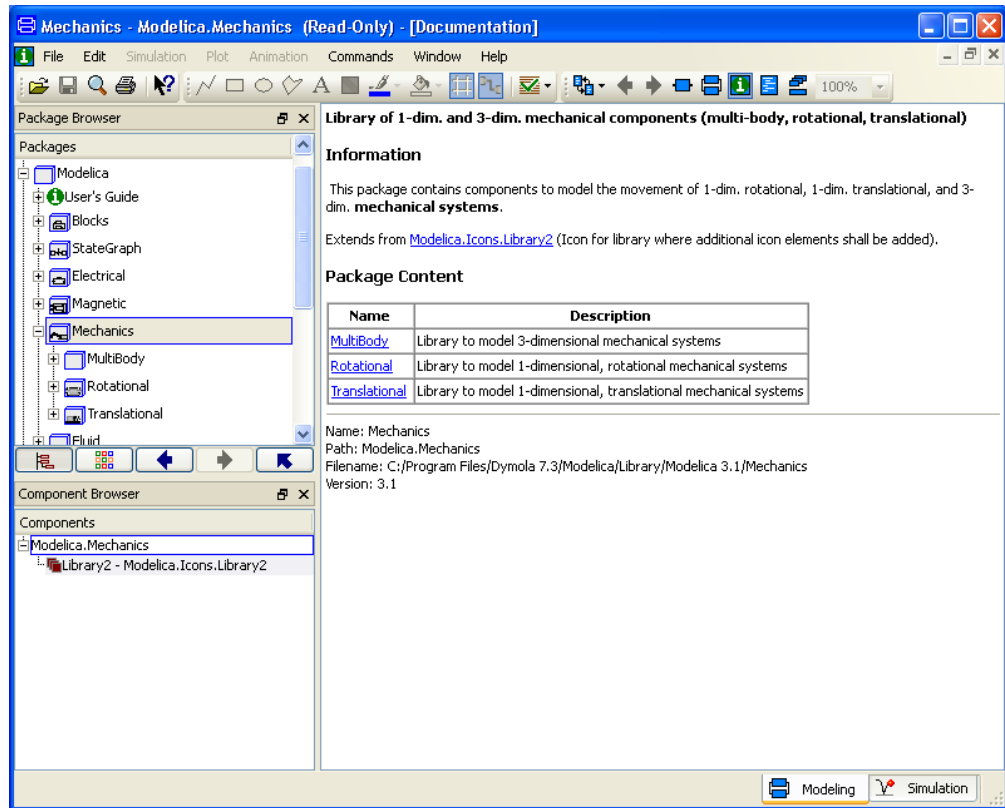 Mechanics - Modelica.Mechanics (Read-Only) - [Documentation]
File Edit Simulation Plot Animation Commands Window Help
100%
Package Browser
Packages
Modelica
User's Guide
Blocks
StateGraph
Electrical
Magnetic
Mechanics
MultiBody
Rotational
Translational
Fluid
Component Browser
Components
Modelica.Mechanics
Library2 - Modelica.Icons.Library2
Library of 1-dim. and 3-dim. mechanical components (multi-body, rotational, translational)
Information
This package contains components to model the movement of 1-dim. rotational, 1-dim. translational, and 3-
dim. mechanical systems.
Extends from Modelica.Icons.Library2 (Icon for library where additional icon elements shall be added).
Package Content
Name Description
MultiBody Library to model 3-dimensional mechanical systems
Rotational Library to model 1-dimensional, rotational mechanical systems
Translational Library to model 1-dimensional, translational mechanical systems
Name: Mechanics
Path: Modelica.Mechanics
Filename: C:/Program Files/Dymola 7.3/Modelica/Library/Modelica 3.1/Mechanics
Version: 3.1
Modeling Simulation